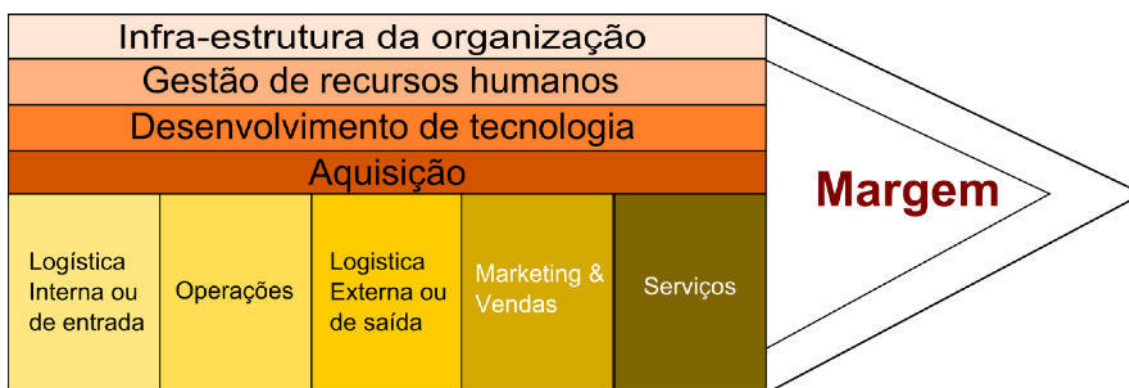 Infra-estrutura da organização
Gestão de recursos humanos
Desenvolvimento de tecnologia
Aquisição
Margem
Logística
Interna ou
de entrada
Operações
Logistica
Externa ou
de saída
Marketing &
Vendas
Serviços